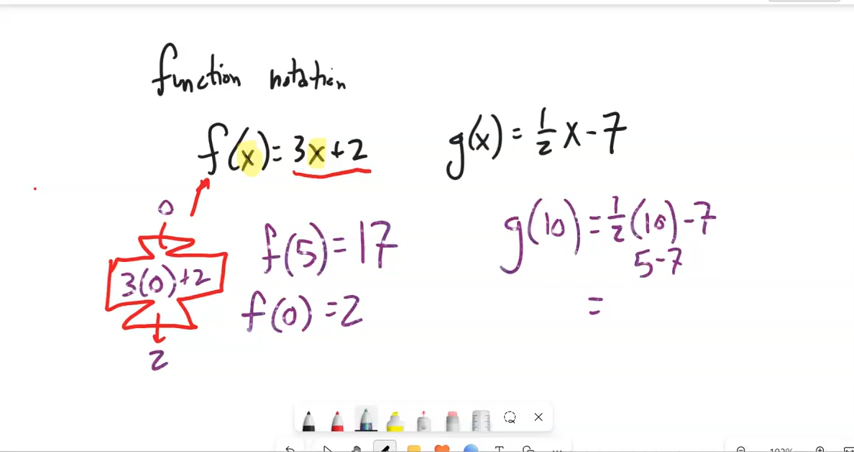 function notation
f(x) = 3x+2
g(x) = 1/2 x - 7
0
3(0)+2
2
f(5) = 17
f(0) = 2
g(10) = 1/2 (10) - 7
5-7
=